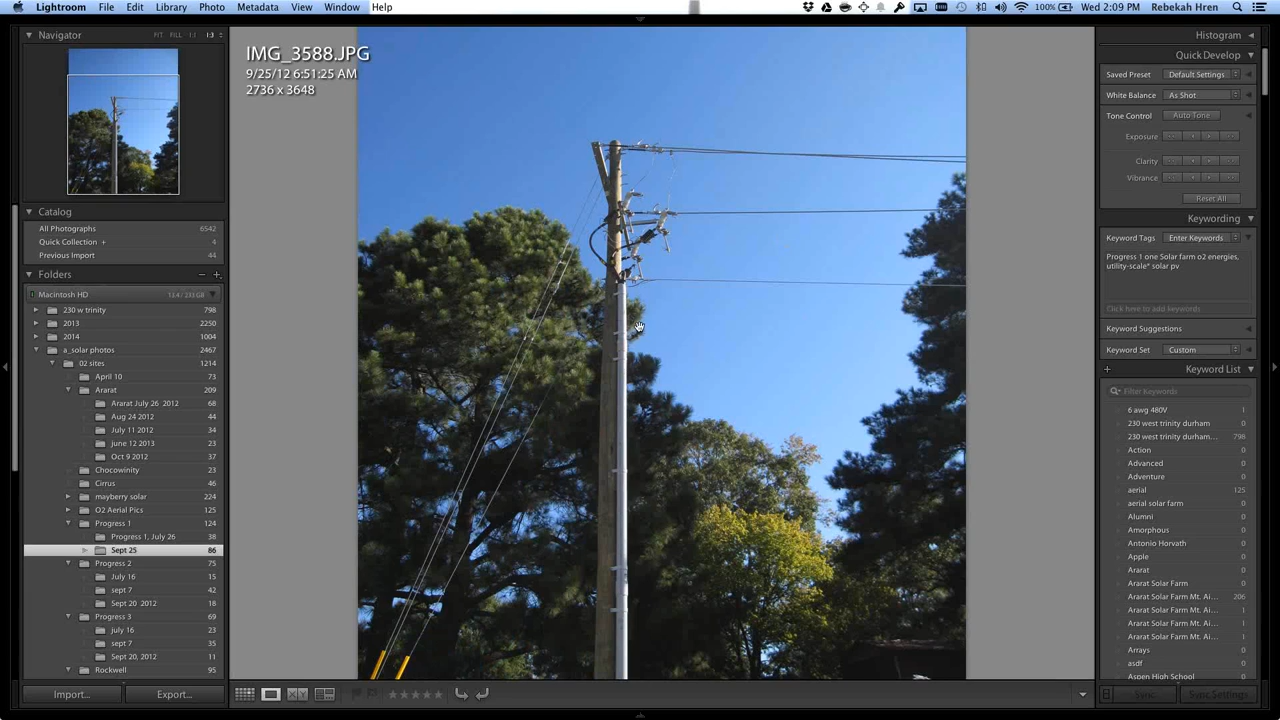 Lightroom File Edit Library Photo Metadata View Window Help 100% Wed 2:09 PM Rebekah Hren
Navigator FIT FILL 1:1 1:3
IMG_3588.JPG
9/25/12 6:51:25 AM
2736 x 3648
Catalog
All Photographs 6542
Quick Collection + 4
Previous Import 44
Folders
Macintosh HD 13.4 / 233 GB
230 w trinity 798
2013 2250
2014 1004
a_solar photos 2467
02 sites 1214
April 10 73
Ararat 209
Ararat July 26 2012 68
Aug 24 2012 44
July 11 2012 34
june 12 2013 23
Oct 9 2012 37
Chocowinity 23
Cirrus 46
mayberry solar 224
O2 Aerial Pics 125
Progress 1 124
Progress 1, July 26 38
Sept 25 86
Progress 2 75
July 16 15
sept 7 42
Sept 20 2012 18
Progress 3 69
july 16 23
sept 7 35
Sept 20, 2012 11
Rockwell 95
Import... Export...
Histogram
Quick Develop
Saved Preset Default Settings
White Balance As Shot
Tone Control Auto Tone
Exposure
Clarity
Vibrance
Reset All
Keywording
Keyword Tags Enter Keywords
Progress 1 one Solar farm o2 energies,
utility-scale* solar pv
Click here to add keywords
Keyword Suggestions
Keyword Set Custom
Keyword List
Filter Keywords
6 awg 480V 1
230 west trinity durham 0
230 west trinity durham... 798
Action 0
Advanced 0
Adventure 0
aerial 125
aerial solar farm 0
Alumni 0
Amorphous 0
Antonio Horvath 0
Apple 0
Ararat 0
Ararat Solar Farm 0
Ararat Solar Farm Mt. Ai... 206
Ararat Solar Farm Mt. Ai... 1
Ararat Solar Farm Mt. Ai... 1
Ararat Solar Farm Mt. Ai... 1
Arrays 0
asdf 0
Aspen High School 0
Sync Sync Settings